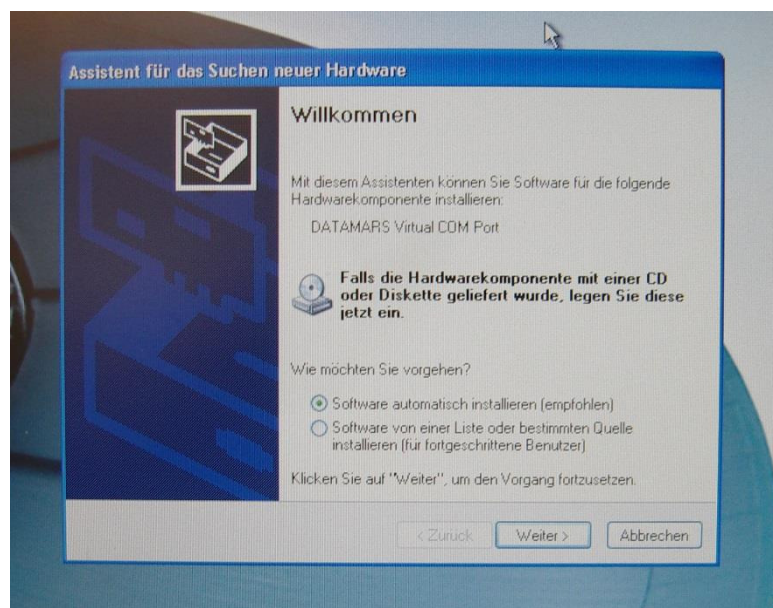 Assistent für das Suchen neuer Hardware
Willkommen
Mit diesem Assistenten können Sie Software für die folgende
Hardwarekomponente installieren:
DATAMARS Virtual COM Port
Falls die Hardwarekomponente mit einer CD
oder Diskette geliefert wurde, legen Sie diese
jetzt ein.
Wie möchten Sie vorgehen?
Software automatisch installieren (empfohlen)
Software von einer Liste oder bestimmten Quelle
installieren (für fortgeschrittene Benutzer)
Klicken Sie auf "Weiter", um den Vorgang fortzusetzen.
< Zurück Weiter > Abbrechen